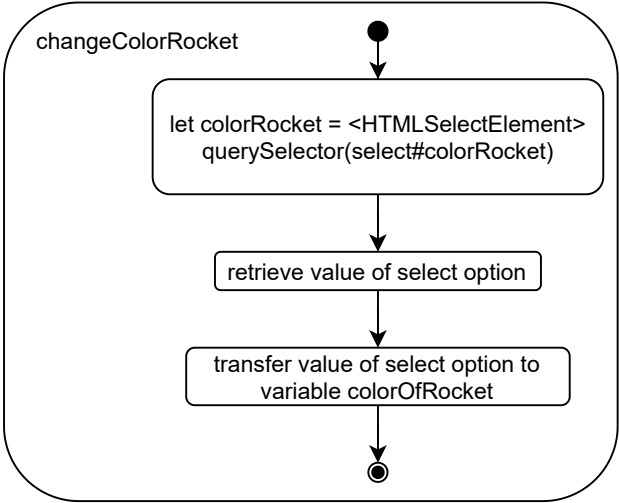 changeColorRocket
let colorRocket = <HTMLSelectElement>
querySelector(select#colorRocket)
retrieve value of select option
transfer value of select option to
variable colorOfRocket